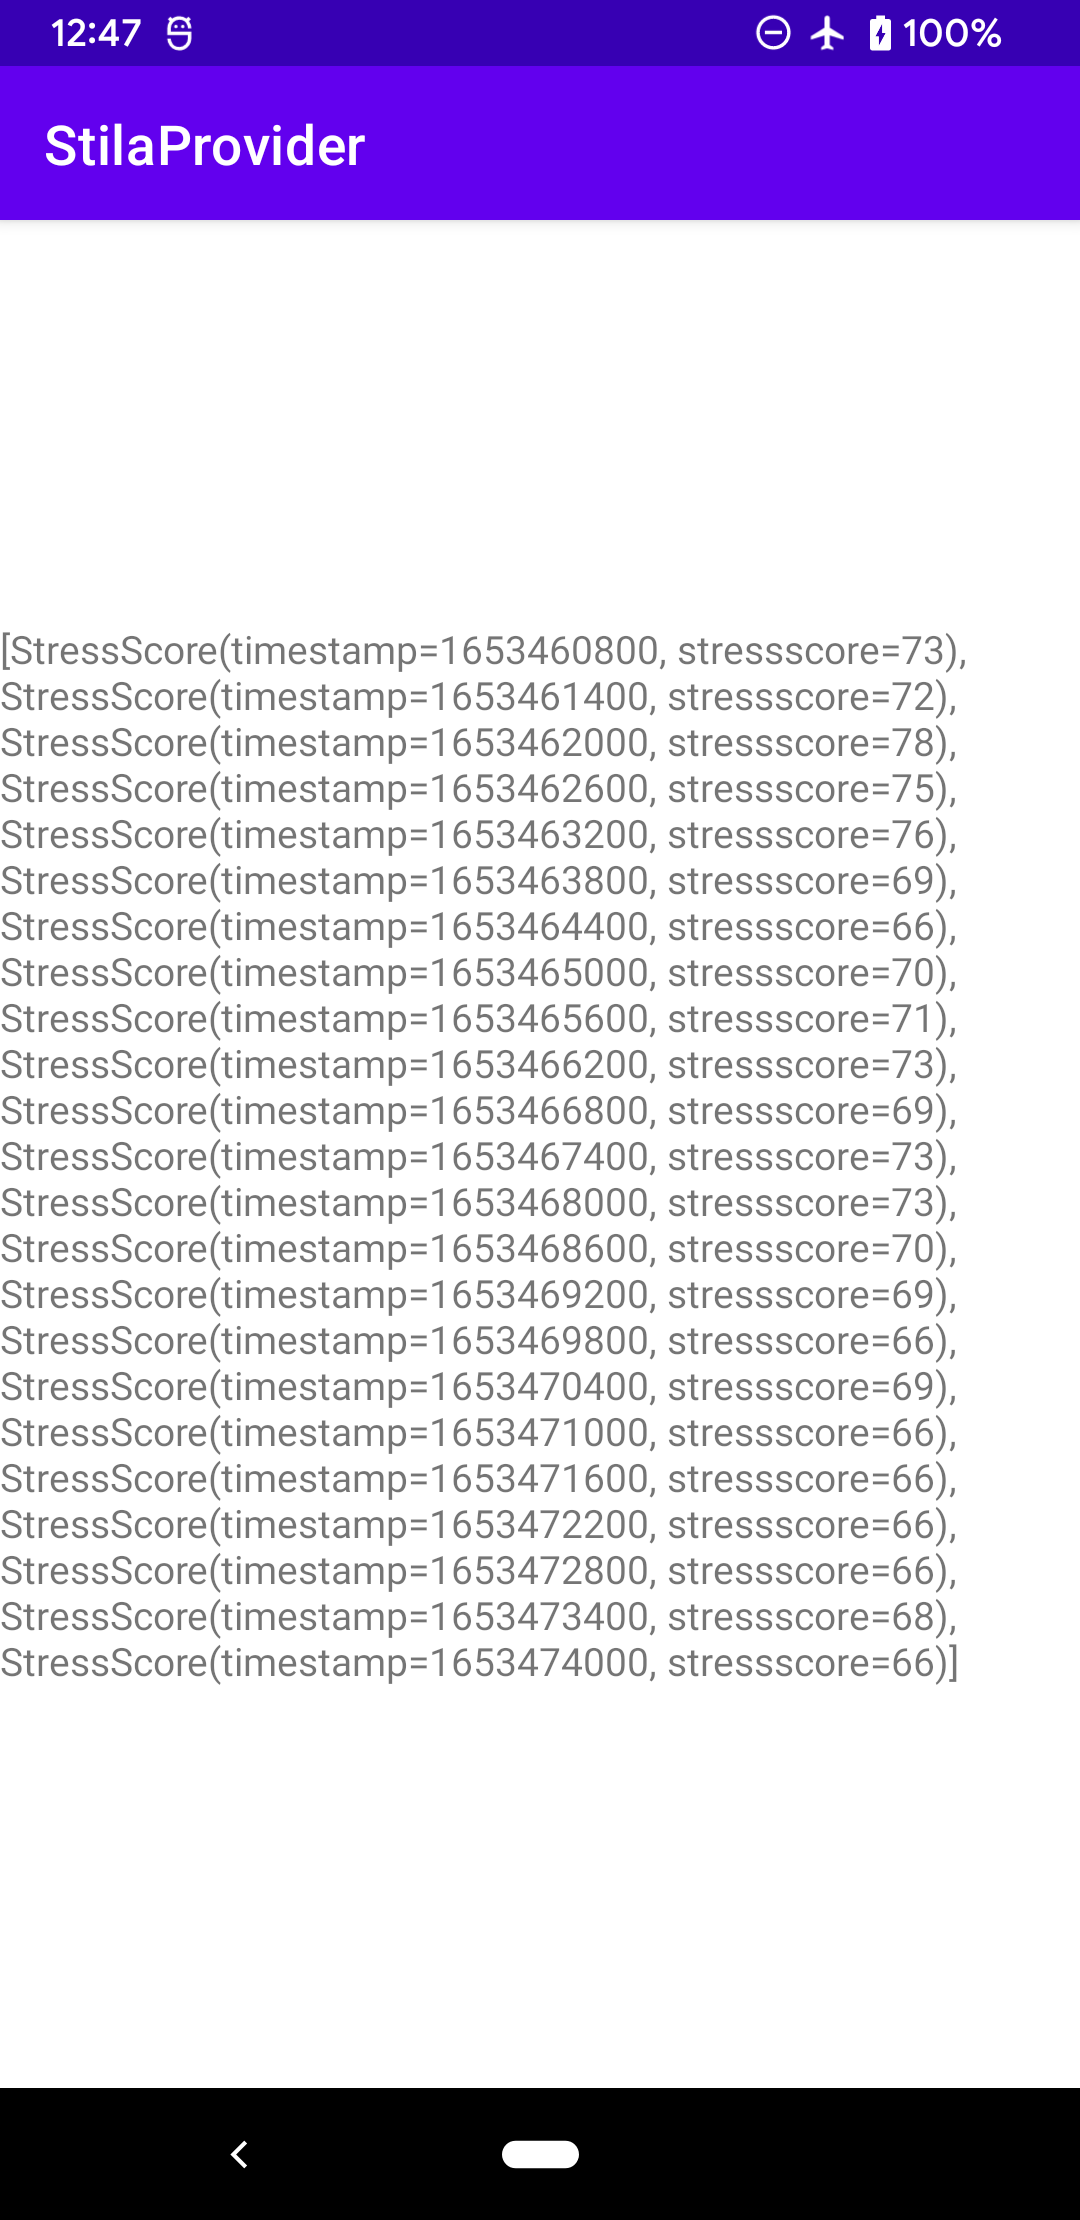 12:47 100%
StilaProvider
[StressScore(timestamp=1653460800, stressscore=73),
StressScore(timestamp=1653461400, stressscore=72),
StressScore(timestamp=1653462000, stressscore=78),
StressScore(timestamp=1653462600, stressscore=75),
StressScore(timestamp=1653463200, stressscore=76),
StressScore(timestamp=1653463800, stressscore=69),
StressScore(timestamp=1653464400, stressscore=66),
StressScore(timestamp=1653465000, stressscore=70),
StressScore(timestamp=1653465600, stressscore=71),
StressScore(timestamp=1653466200, stressscore=73),
StressScore(timestamp=1653466800, stressscore=69),
StressScore(timestamp=1653467400, stressscore=73),
StressScore(timestamp=1653468000, stressscore=73),
StressScore(timestamp=1653468600, stressscore=70),
StressScore(timestamp=1653469200, stressscore=69),
StressScore(timestamp=1653469800, stressscore=66),
StressScore(timestamp=1653470400, stressscore=69),
StressScore(timestamp=1653471000, stressscore=66),
StressScore(timestamp=1653471600, stressscore=66),
StressScore(timestamp=1653472200, stressscore=66),
StressScore(timestamp=1653472800, stressscore=66),
StressScore(timestamp=1653473400, stressscore=68),
StressScore(timestamp=1653474000, stressscore=66)]